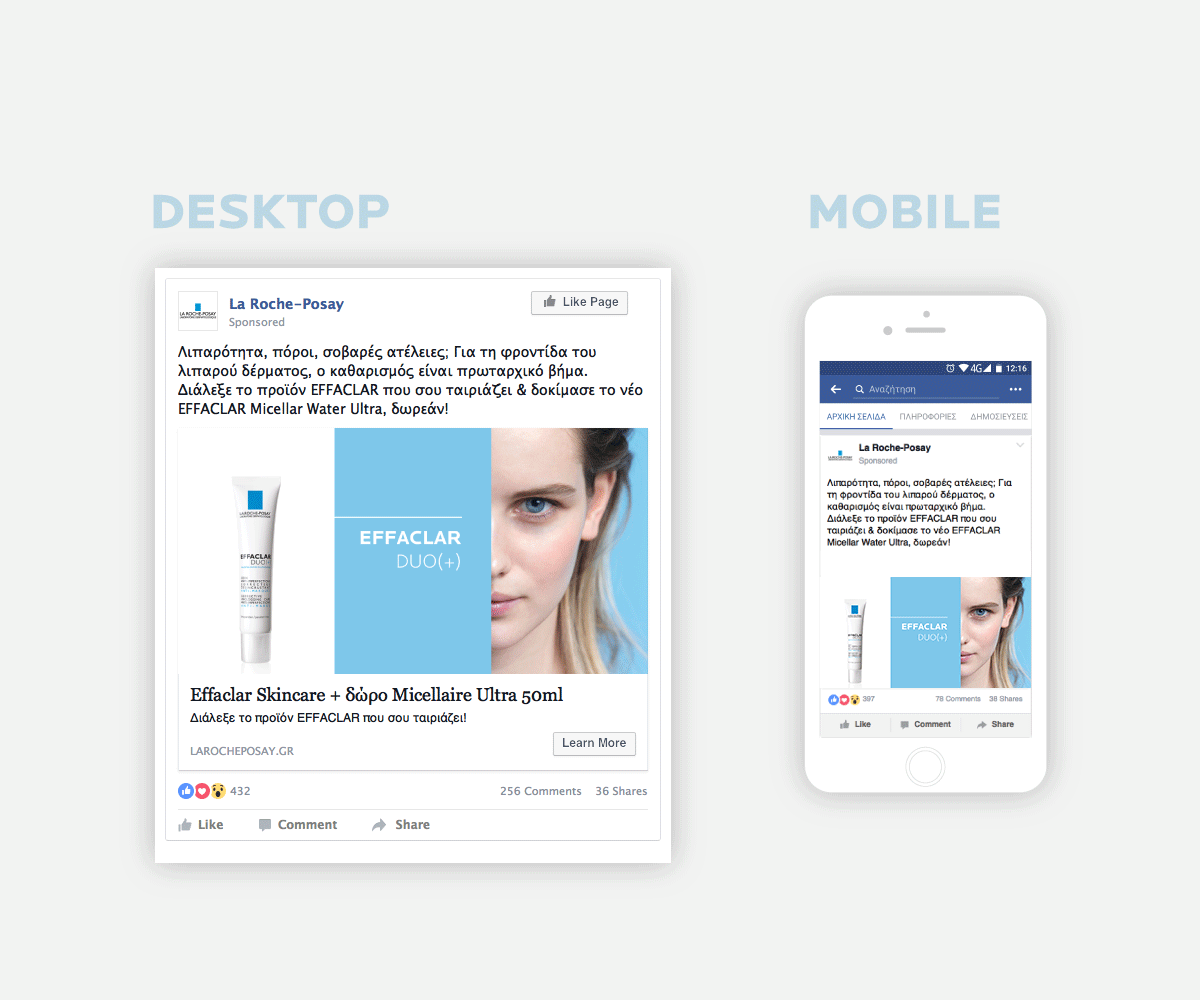 DESKTOP
La Roche-Posay
Sponsored
Like Page
LA ROCHE-POSAY
Λιπαρότητα, πόροι, σοβαρές ατέλειες; Για τη φροντίδα του
λιπαρού δέρματος, ο καθαρισμός είναι πρωταρχικό βήμα.
Διάλεξε το προϊόν EFFACLAR που σου ταιριάζει & δοκίμασε το νέο
EFFACLAR Micellar Water Ultra, δωρεάν!
LA ROCHE-POSAY
EFFACLAR
DUO(+)
EFFACLAR
DUO(+)
Effaclar Skincare + δώρο Micellaire Ultra 50ml
Διάλεξε το προϊόν EFFACLAR που σου ταιριάζει!
LAROCHEPOSAY.GR
Learn More
432
256 Comments 36 Shares
Like Comment Share
MOBILE
4G 12:16
Αναζήτηση
ΑΡΧΙΚΗ ΣΕΛΙΔΑ ΠΛΗΡΟΦΟΡΙΕΣ ΔΗΜΟΣΙΕΥΣΕΙΣ
La Roche-Posay
Sponsored
Λιπαρότητα, πόροι, σοβαρές ατέλειες; Για
τη φροντίδα του λιπαρού δέρματος, ο
καθαρισμός είναι πρωταρχικό βήμα.
Διάλεξε το προϊόν EFFACLAR που σου
ταιριάζει & δοκίμασε το νέο EFFACLAR
Micellar Water Ultra, δωρεάν!
EFFACLAR
DUO(+)
397
78 Comments 38 Shares
Like Comment Share